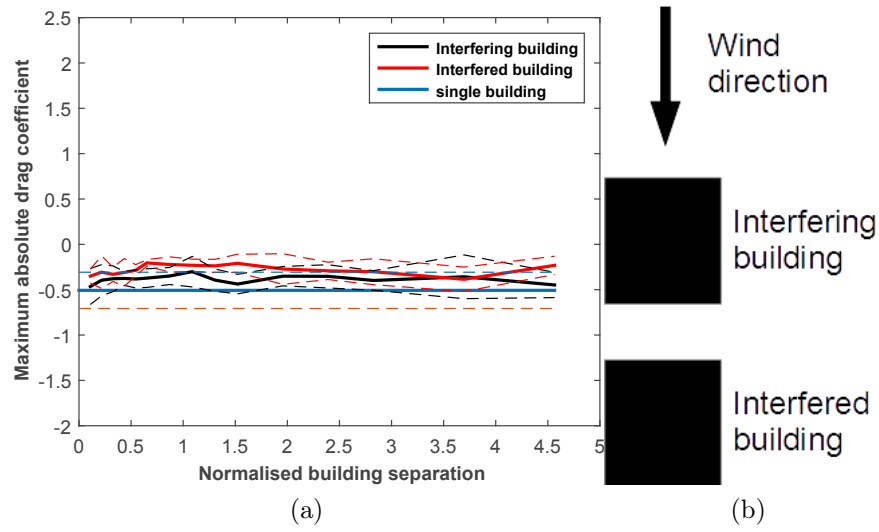 2.5
2
1.5
1
0.5
0
-0.5
-1
-1.5
-2
Maximum absolute drag coefficient
Interfering building
Interfered building
single building
0 0.5 1 1.5 2 2.5 3 3.5 4 4.5 5
Normalised building separation
(a)
Wind
direction
Interfering
building
Interfered
building
(b)